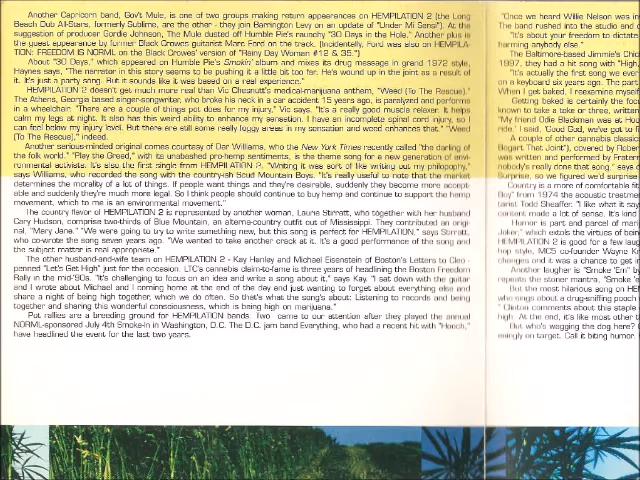 Another Capricorn band, Gov't Mule, is one of two groups making return appearances on HEMPILATION 2 (the Long
Beach Dub All-Stars, formerly Sublime, are the other - they join Barrington Levy on an update of "Under Mi Sensi"). At the
suggestion of producer Gordie Johnson, The Mule dusted off Humble Pie's raunchy "30 Days in the Hole." Another plus is
the guest appearance by former Black Crowes guitarist Marc Ford on the track. (Incidentally, Ford was also on HEMPILA-
TION: FREEDOM IS NORML on the Black Crowes' version of "Rainy Day Woman #12 & 35.")
About "30 Days," which appeared on Humble Pie's Smokin' album and mixes its drug message in grand 1972 style,
Haynes says, "The narrator in this story seems to be pushing it a little bit too far. He's wound up in the joint as a result of
it. It's just a party song. But it sounds like it was based on a real experience."
HEMPILATION 2 doesn't get much more real than Vic Chesnutt's medical-marijuana anthem, "Weed (To The Rescue)."
The Athens, Georgia based singer-songwriter, who broke his neck in a car accident 15 years ago, is paralyzed and performs
in a wheelchair. "There are a couple of things pot does for my injury," Vic says. "It's a really good muscle relaxer. It helps
calm my legs at night. It also has this weird ability to enhance my sensation. I have an incomplete spinal cord injury, so I
can feel below my injury level. But there are still some really foggy areas in my sensation and weed enhances that." "Weed
(To The Rescue)," indeed.
Another serious-minded original comes courtesy of Dar Williams, who the New York Times recently called "the darling of
the folk world." "Play the Greed," with its unabashed pro-hemp sentiments, is the theme song for a new generation of envi-
ronmental activists. It's also the first single from HEMPILATION 2. "Writing it was sort of like writing out my philosophy,"
says Williams, who recorded the song with the country-ish Scud Mountain Boys. "It's really useful to note that the market
determines the morality of a lot of things. If people want things and they're desirable, suddenly they become more accept-
able and suddenly they're much more legal. So I think people should continue to buy hemp and continue to support the hemp
movement, which to me is an environmental movement."
The country flavor of HEMPILATION 2 is represented by another woman, Laurie Stirratt, who together with her husband
Cary Hudson, comprise two-thirds of Blue Mountain, an alterna-country outfit out of Mississippi. They contributed an origi-
nal, "Mary Jane." "We were going to try to write something new, but this song is perfect for HEMPILATION," says Stirratt,
who co-wrote the song seven years ago. "We wanted to take another crack at it. It's a good performance of the song and
the subject matter is real appropriate."
The other husband-and-wife team on HEMPILATION 2 - Kay Hanley and Michael Eisenstein of Boston's Letters to Cleo -
penned "Let's Get High" just for the occasion. LTC's cannabis claim-to-fame is three years of headlining the Boston Freedom
Rally in the mid-'90s. "It's challenging to focus on an idea and write a song about it," says Kay. "I sat down with the guitar
and I wrote about Michael and I coming home at the end of the day and just wanting to forget about everything else and
share a night of being high together, which we do often. So that's what the song's about: Listening to records and being
together and sharing this wonderful consciousness, which is being high on marijuana."
Pot rallies are a breeding ground for HEMPILATION bands. Two came to our attention after they played the annual
NORML-sponsored July 4th Smoke-In in Washington, D.C. The D.C. jam band Everything, who had a recent hit with "Hooch,"
have headlined the event for the last two years.
"Once we heard Willie Nelson was in
The band rushed into the studio and
"It's about your freedom to dictate
harming anybody else."
The Baltimore-based Jimmie's Chic
1997, they had a hit song with "High,
"It's actually the first song we ever
on a keyboard six years ago. The part
When I get baked, I reexamine myself
Getting baked is certainly the focu
known to take a toke or three, written
"My friend Odie Blackman was at Hou
ride.' I said, 'Good God, we've got to f
A couple of other cannabis classic
Bogart That Joint"), covered by Rober
was written and performed by Fratern
nobody's really done that song," says
Surprise, so we figured we'd surprise
Country is a more of comfortable fit
Boy" from 1974 the acoustic treatme
tarist Todd Sheaffer. "I like what it say
content made a lot of sense. It's kind
Humor is part and parcel of mari
Joker," which extols the virtues of bein
HEMPILATION 2 is good for a few laug
hop style, MC5 co-founder Wayne Kr
changes and it was a chance to get m
Another laugher is "Smoke 'Em" by
repeats the stoner mantra, "Smoke 'e
But the most hilarious song on HE
who sings about a drug-sniffing pooch
" Clinton comments about this staple
high. At the end, it's like most other t
But who's wagging the dog here?
emingly on target. Call it biting humor.